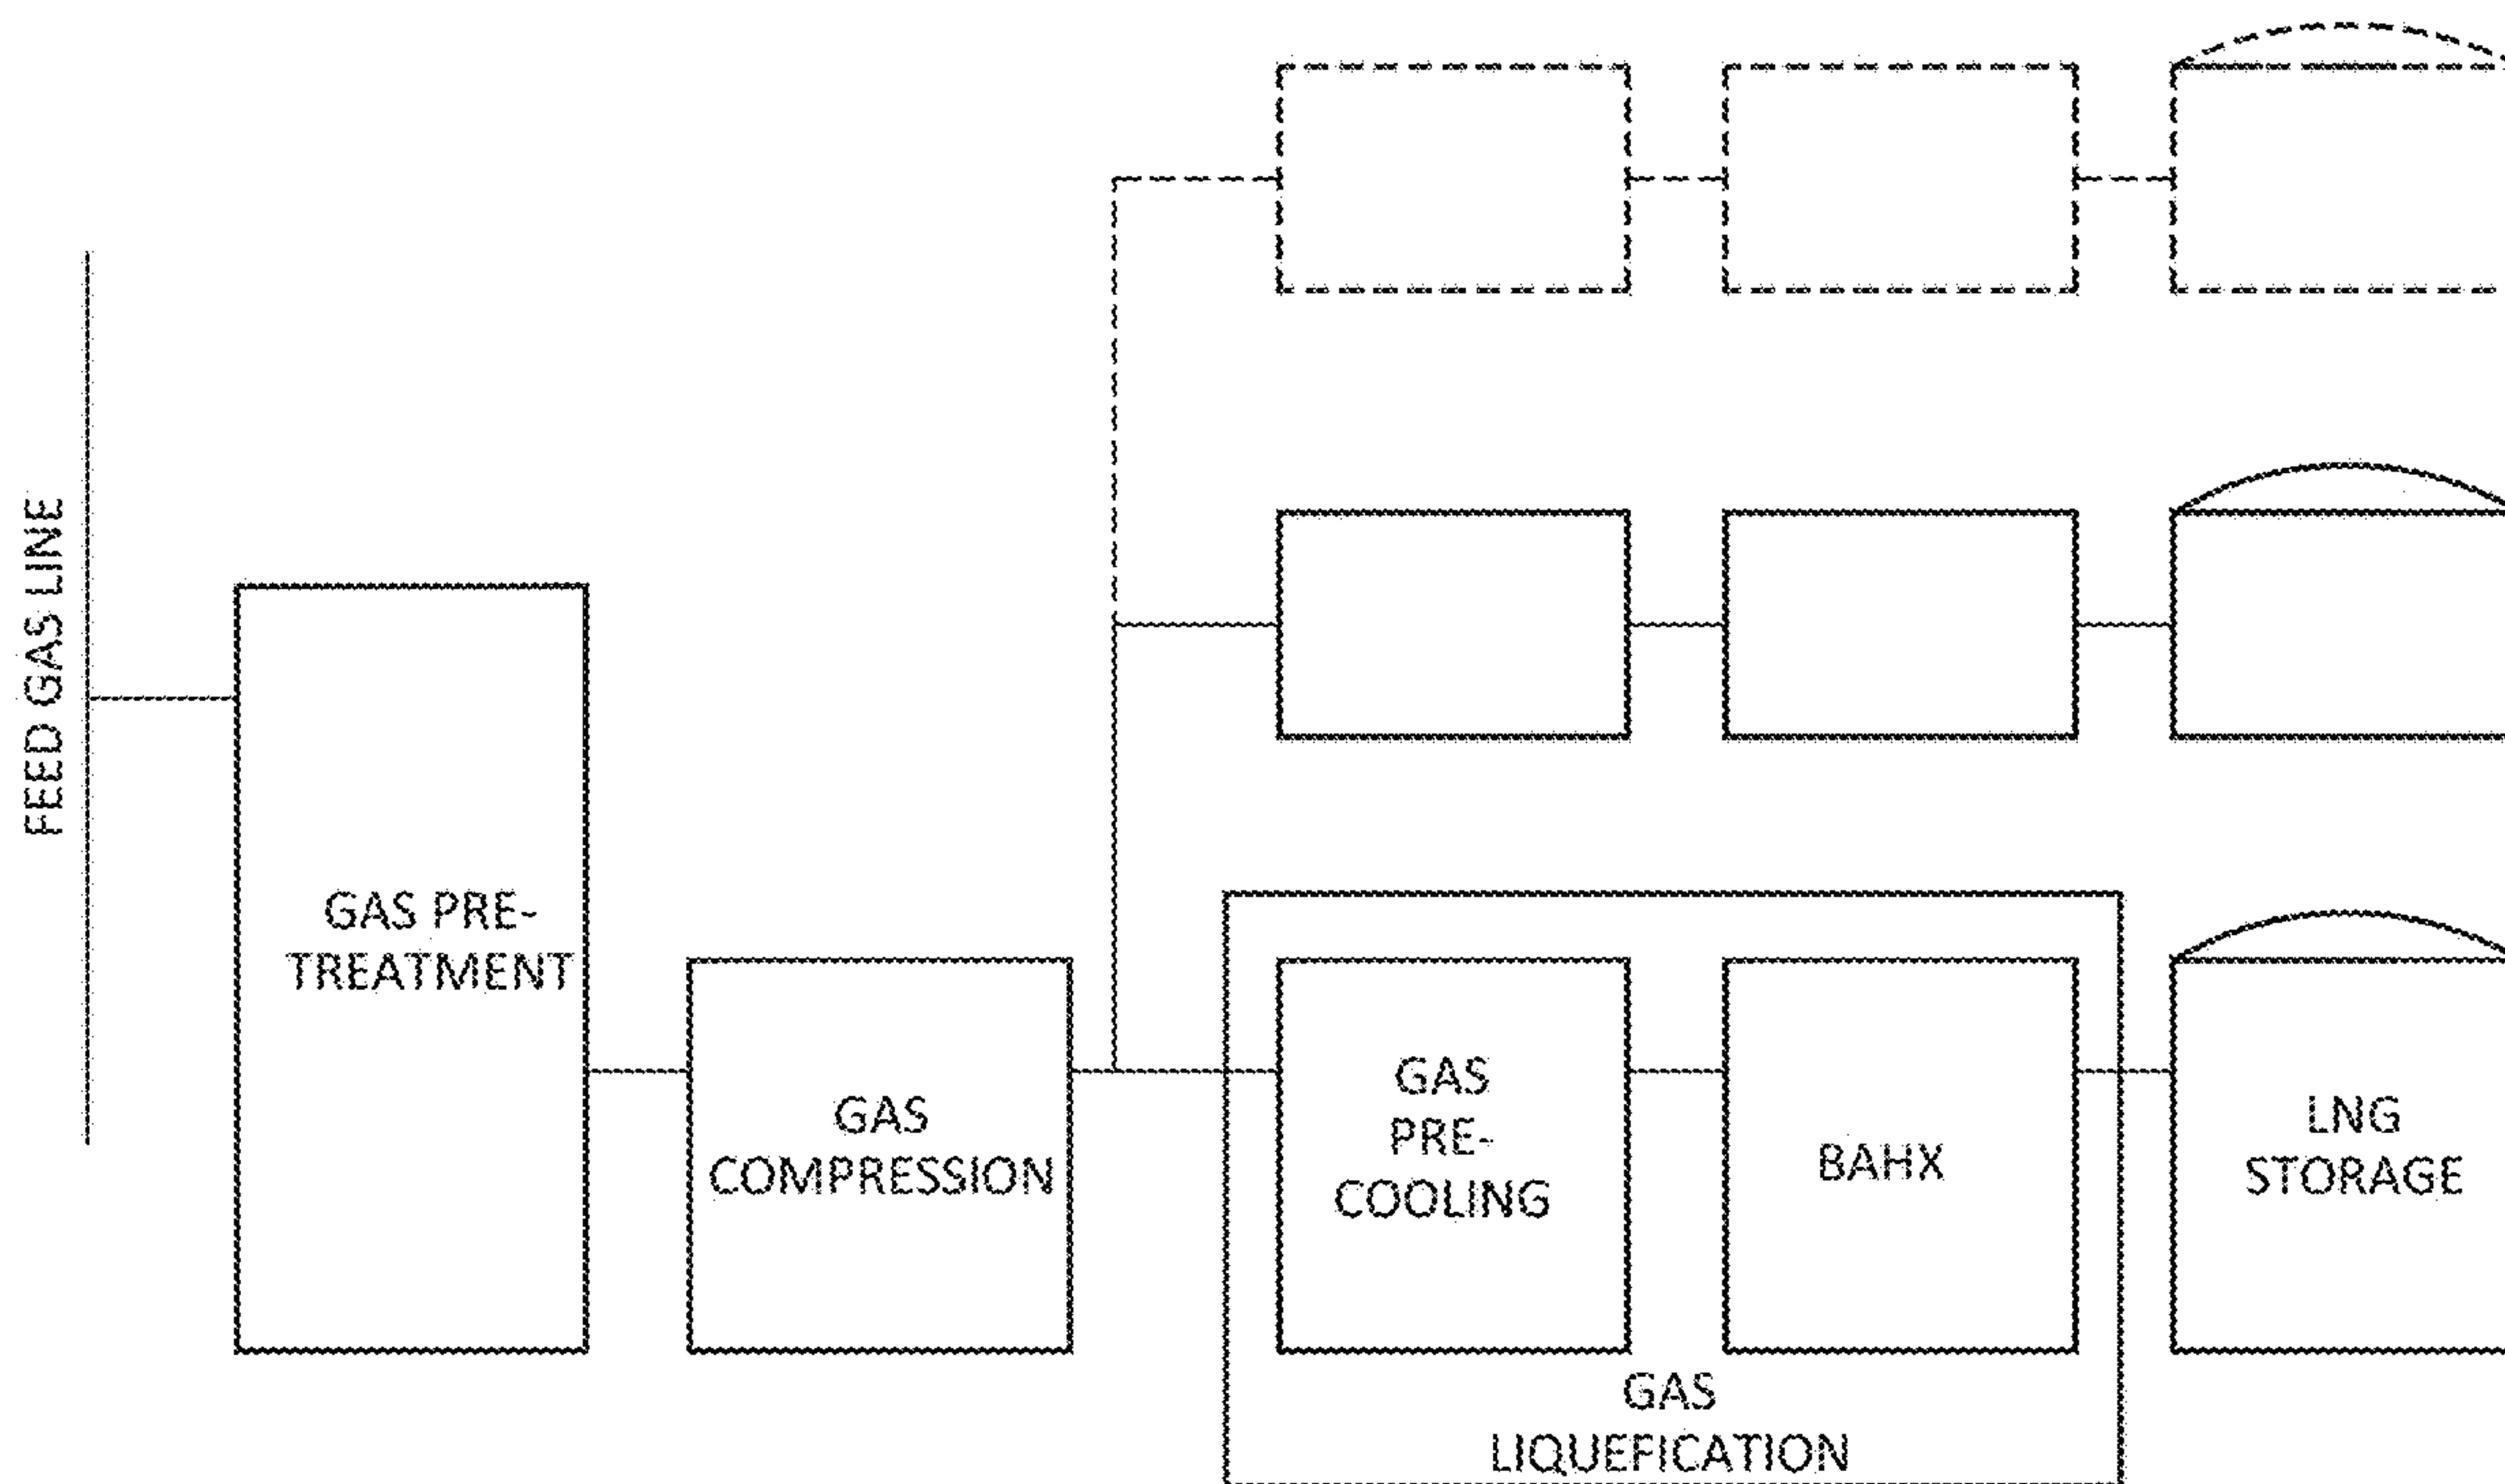 FEED GAS LINE
GAS PRE-
TREATMENT
GAS
COMPRESSION
GAS
PRE-
COOLING
BAHX
LNG
STORAGE
GAS
LIQUEFICATION